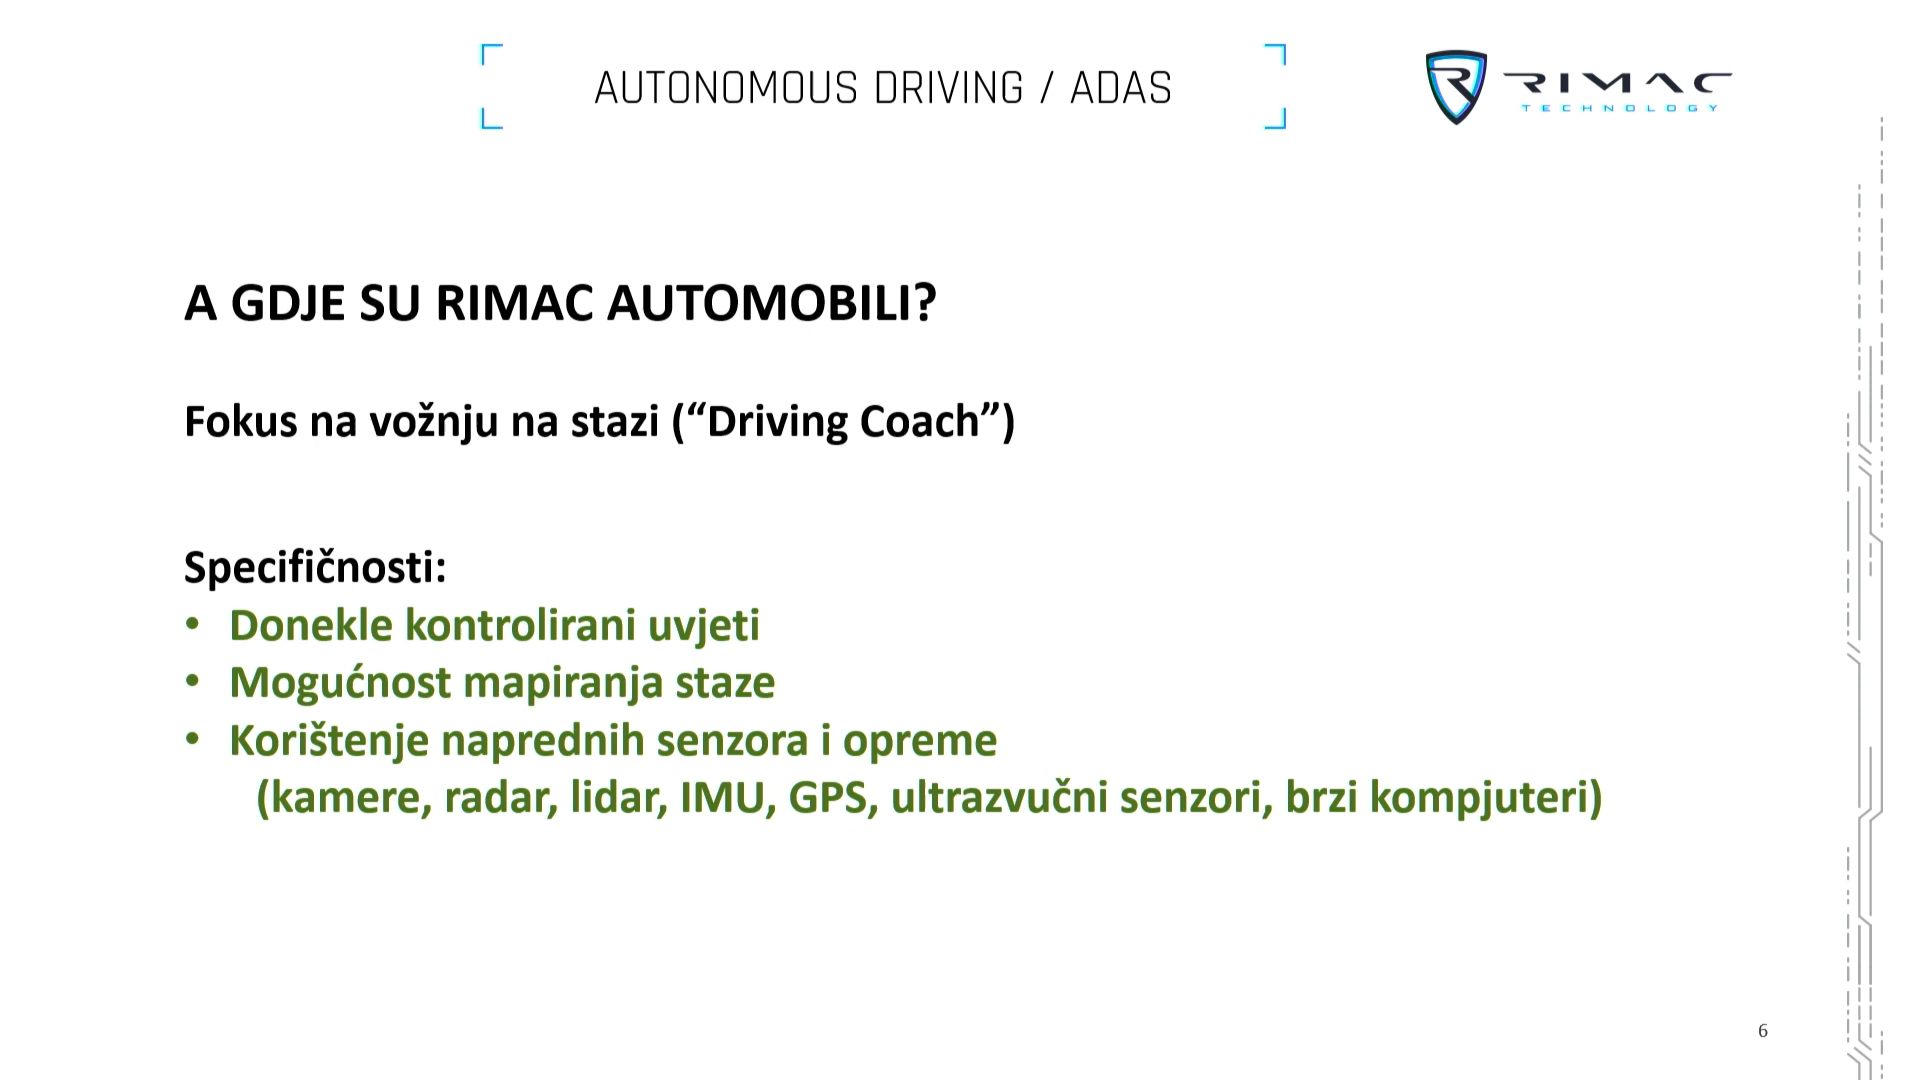 AUTONOMOUS DRIVING / ADAS
RIMAC
TECHNOLOGY
A GDJE SU RIMAC AUTOMOBILI?
Fokus na vožnju na stazi (“Driving Coach”)
Specifičnosti:
• Donekle kontrolirani uvjeti
• Mogućnost mapiranja staze
• Korištenje naprednih senzora i opreme
(kamere, radar, lidar, IMU, GPS, ultrazvučni senzori, brzi kompjuteri)
6